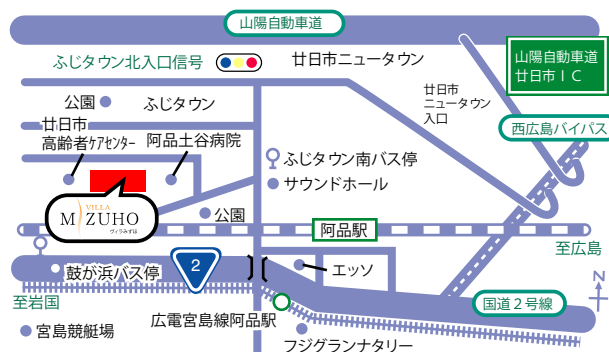 山陽自動車道
ふじタウン北入口信号
廿日市ニュータウン
山陽自動車道
廿日市ＩＣ
公園
ふじタウン
廿日市
ニュータウン
入口
廿日市
高齢者ケアセンター
阿品土谷病院
西広島バイパス
ふじタウン南バス停
サウンドホール
VILLA
MIZUHO
ヴィラみずほ
公園
阿品駅
至広島
鼓が浜バス停
2
エッソ
至岩国
国道２号線
N
宮島競艇場
広電宮島線阿品駅
フジグランナタリー